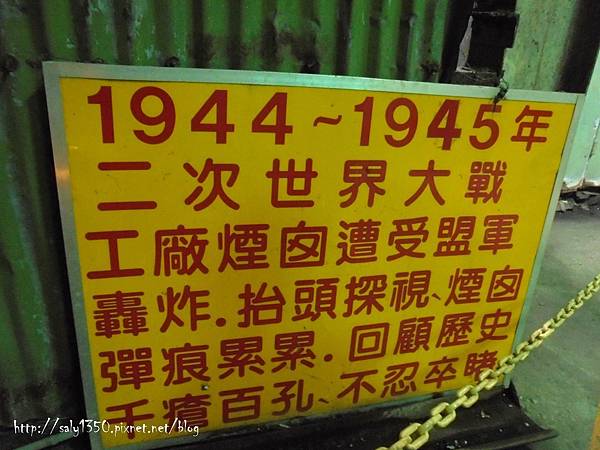 1944~1945年
二次世界大戰
工廠煙囪遭受盟軍
轟炸.抬頭探視、煙囪
彈痕累累.回顧歷史
千瘡百孔、不忍卒睹
http://saly1350.pixnet.net/blog